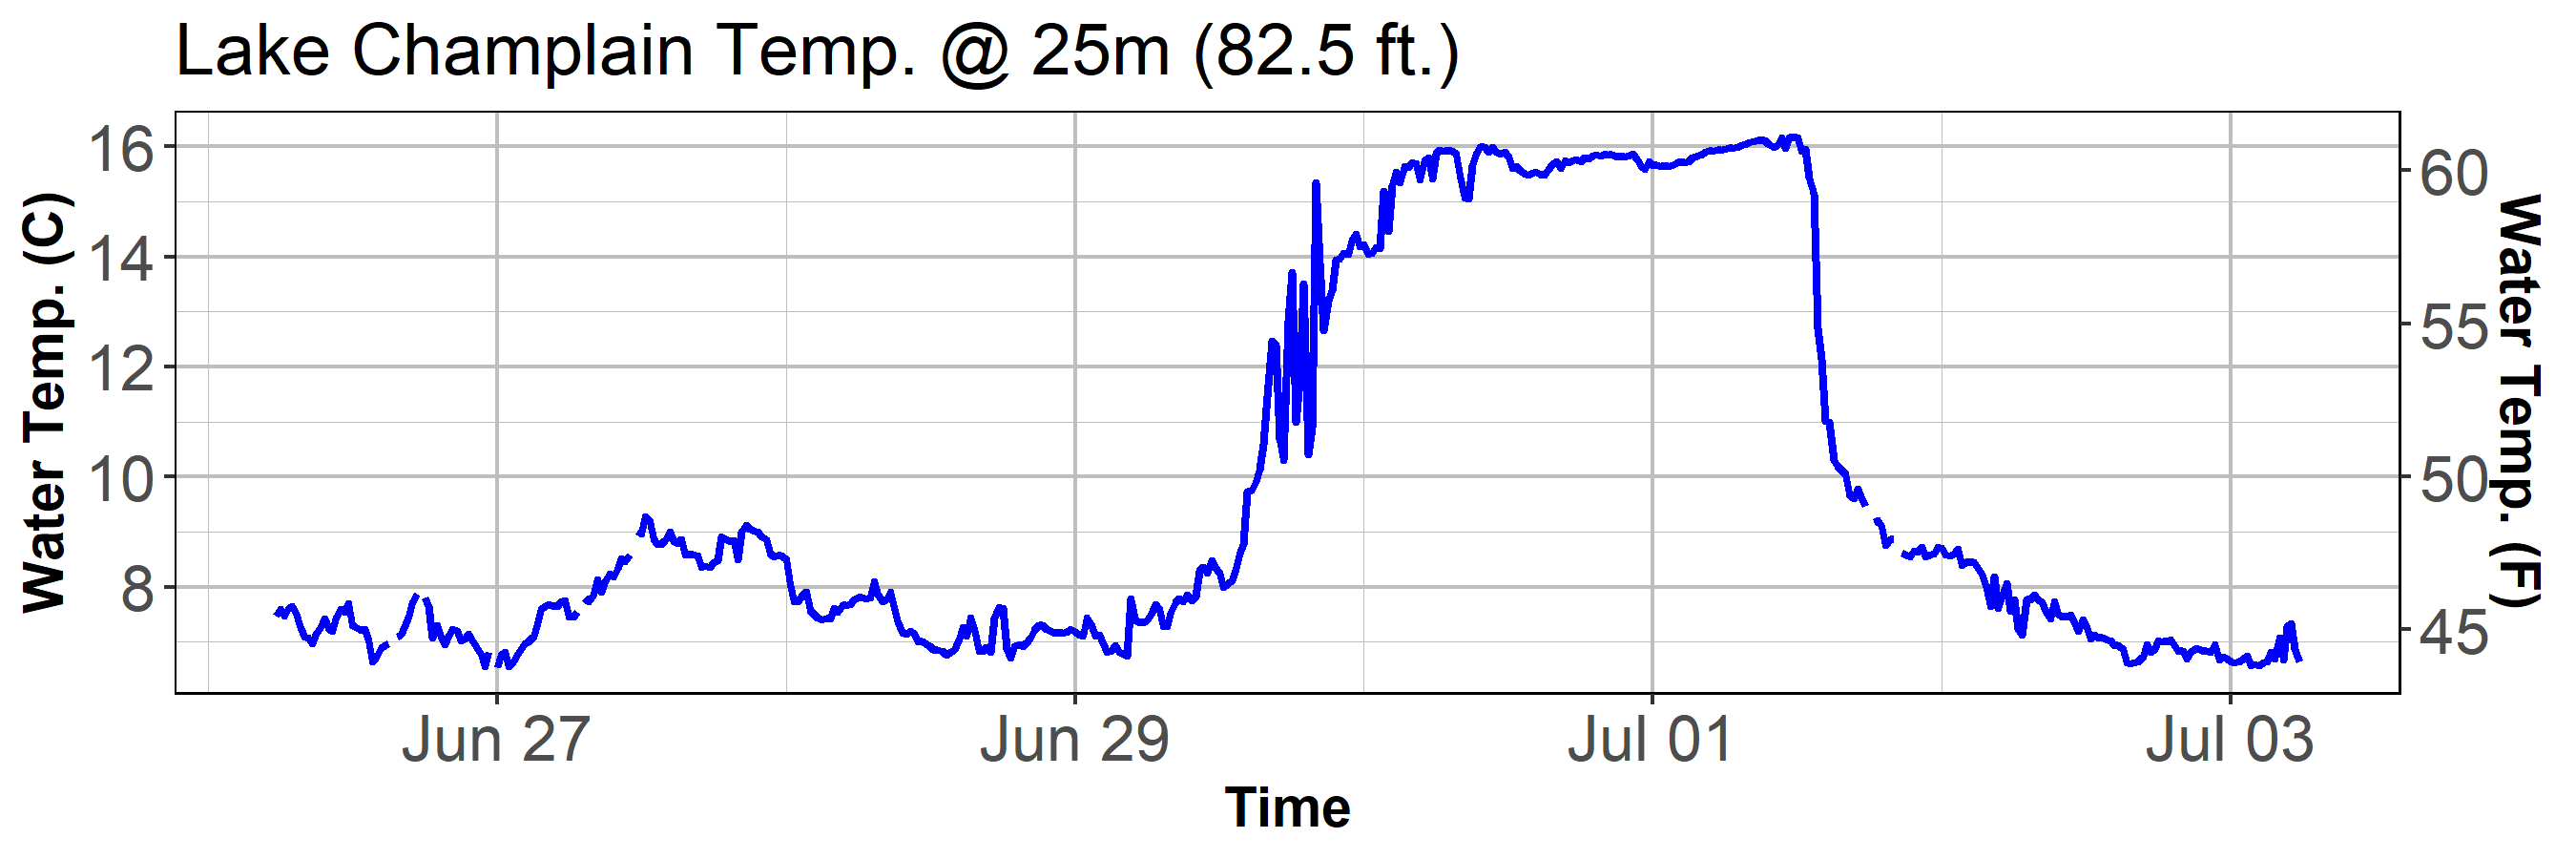 Lake Champlain Temp. @ 25m (82.5 ft.)
Water Temp. (C)
16
14
12
10
8
60
55
50
45
Water Temp. (F)
Jun 27
Jun 29
Jul 01
Jul 03
Time